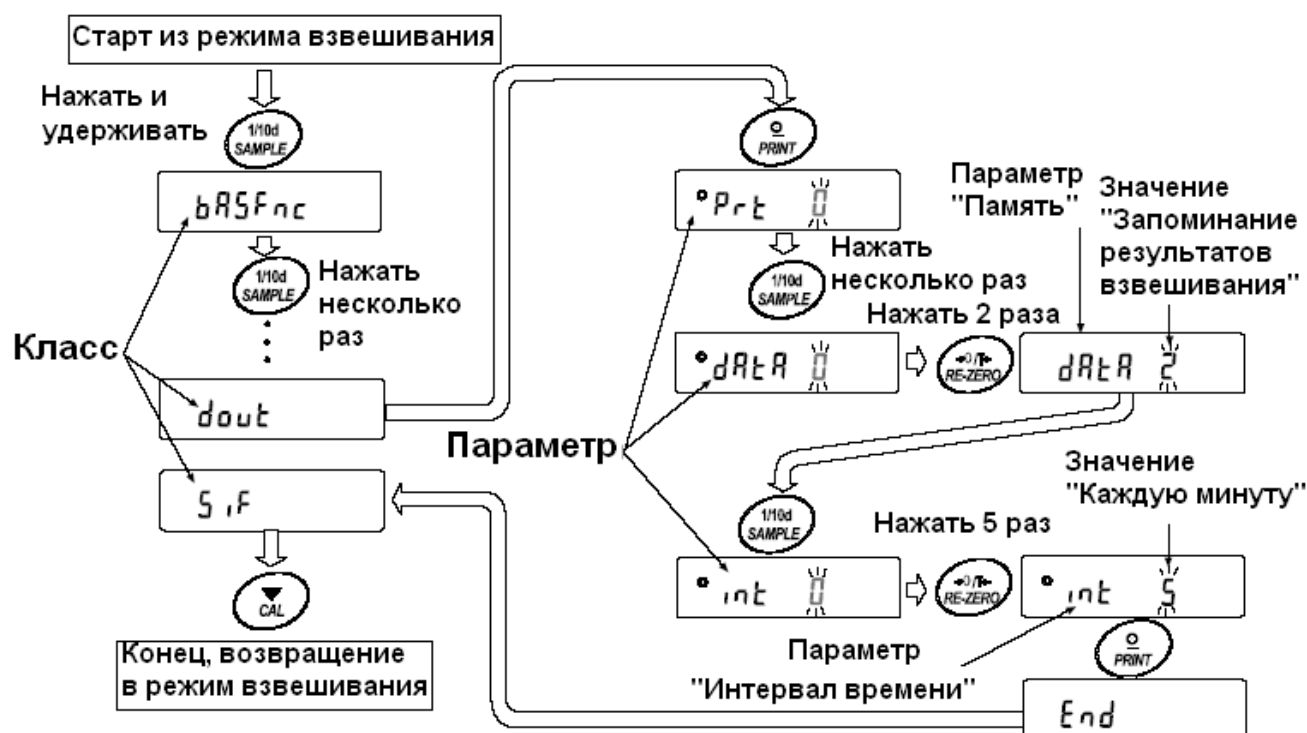 Старт из режима взвешивания
Нажать и
удерживать
1/10d
SAMPLE
bASFnc
1/10d
SAMPLE
Нажать
несколько
раз
Класс
dout
SiF
CAL
Конец, возвращение
в режим взвешивания
PRINT
Prt 0
1/10d
SAMPLE
Нажать
несколько раз
Параметр
"Память"
Значение
"Запоминание
результатов
взвешивания"
dAtA 0
Нажать 2 раза
→0/T←
RE-ZERO
dAtA 2
Параметр
1/10d
SAMPLE
int 0
Нажать 5 раз
→0/T←
RE-ZERO
Значение
"Каждую минуту"
int 5
Параметр
"Интервал времени"
PRINT
End